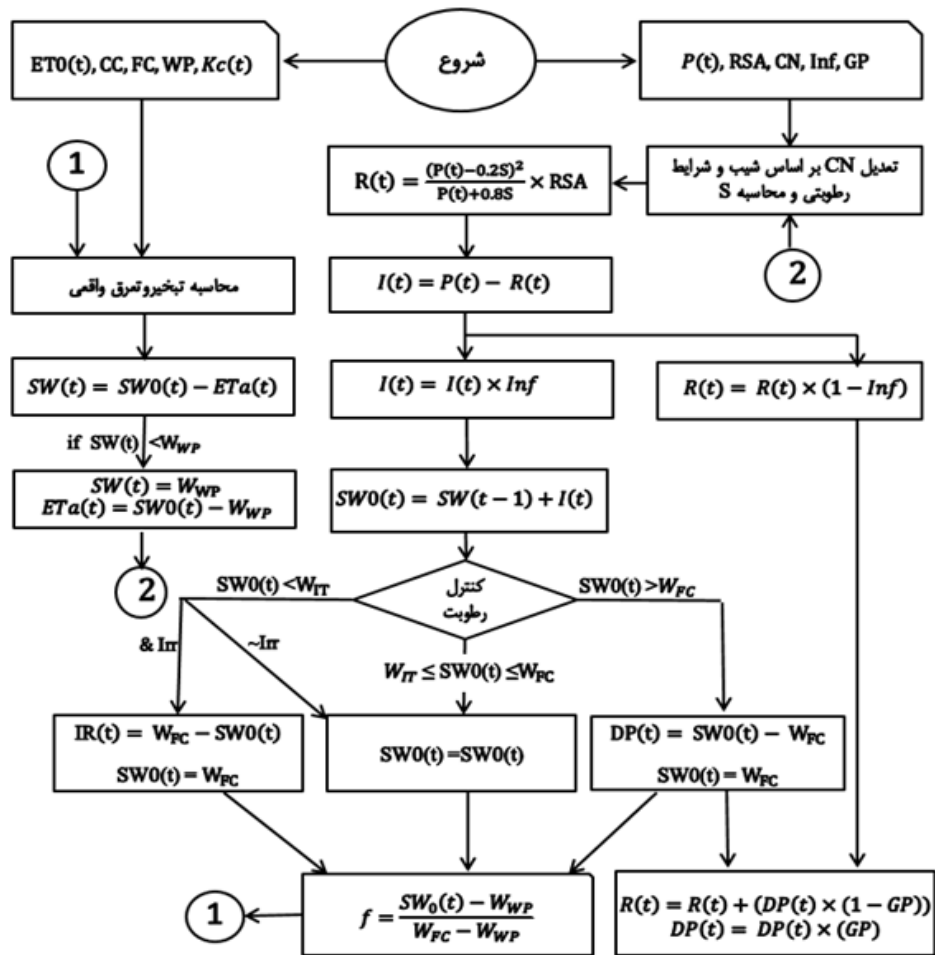 شروع
ET0(t), CC, FC, WP, Kc(t)
P(t), RSA, CN, Inf, GP
1
تعدیل CN بر اساس شیب و شرایط
رطوبتی و محاسبه S
R(t) = (P(t)−0.2S)² / P(t)+0.8S × RSA
2
محاسبه تبخیروتعرق واقعی
I(t) = P(t) − R(t)
SW(t) = SW0(t) − ETa(t)
I(t) = I(t) × Inf
R(t) = R(t) × (1 − Inf)
if SW(t) <W_WP
SW(t) = W_WP
ETa(t) = SW0(t) − W_WP
SW0(t) = SW(t − 1) + I(t)
2
کنترل
رطوبت
SW0(t) <W_IT
SW0(t) >W_FC
& Irr
~Irr
W_IT ≤ SW0(t) ≤W_FC
IR(t) = W_FC − SW0(t)
SW0(t) = W_FC
SW0(t) =SW0(t)
DP(t) = SW0(t) − W_FC
SW0(t) = W_FC
1
f = SW₀(t) − W_WP / W_FC − W_WP
R(t) = R(t) + (DP(t) × (1 − GP))
DP(t) = DP(t) × (GP)